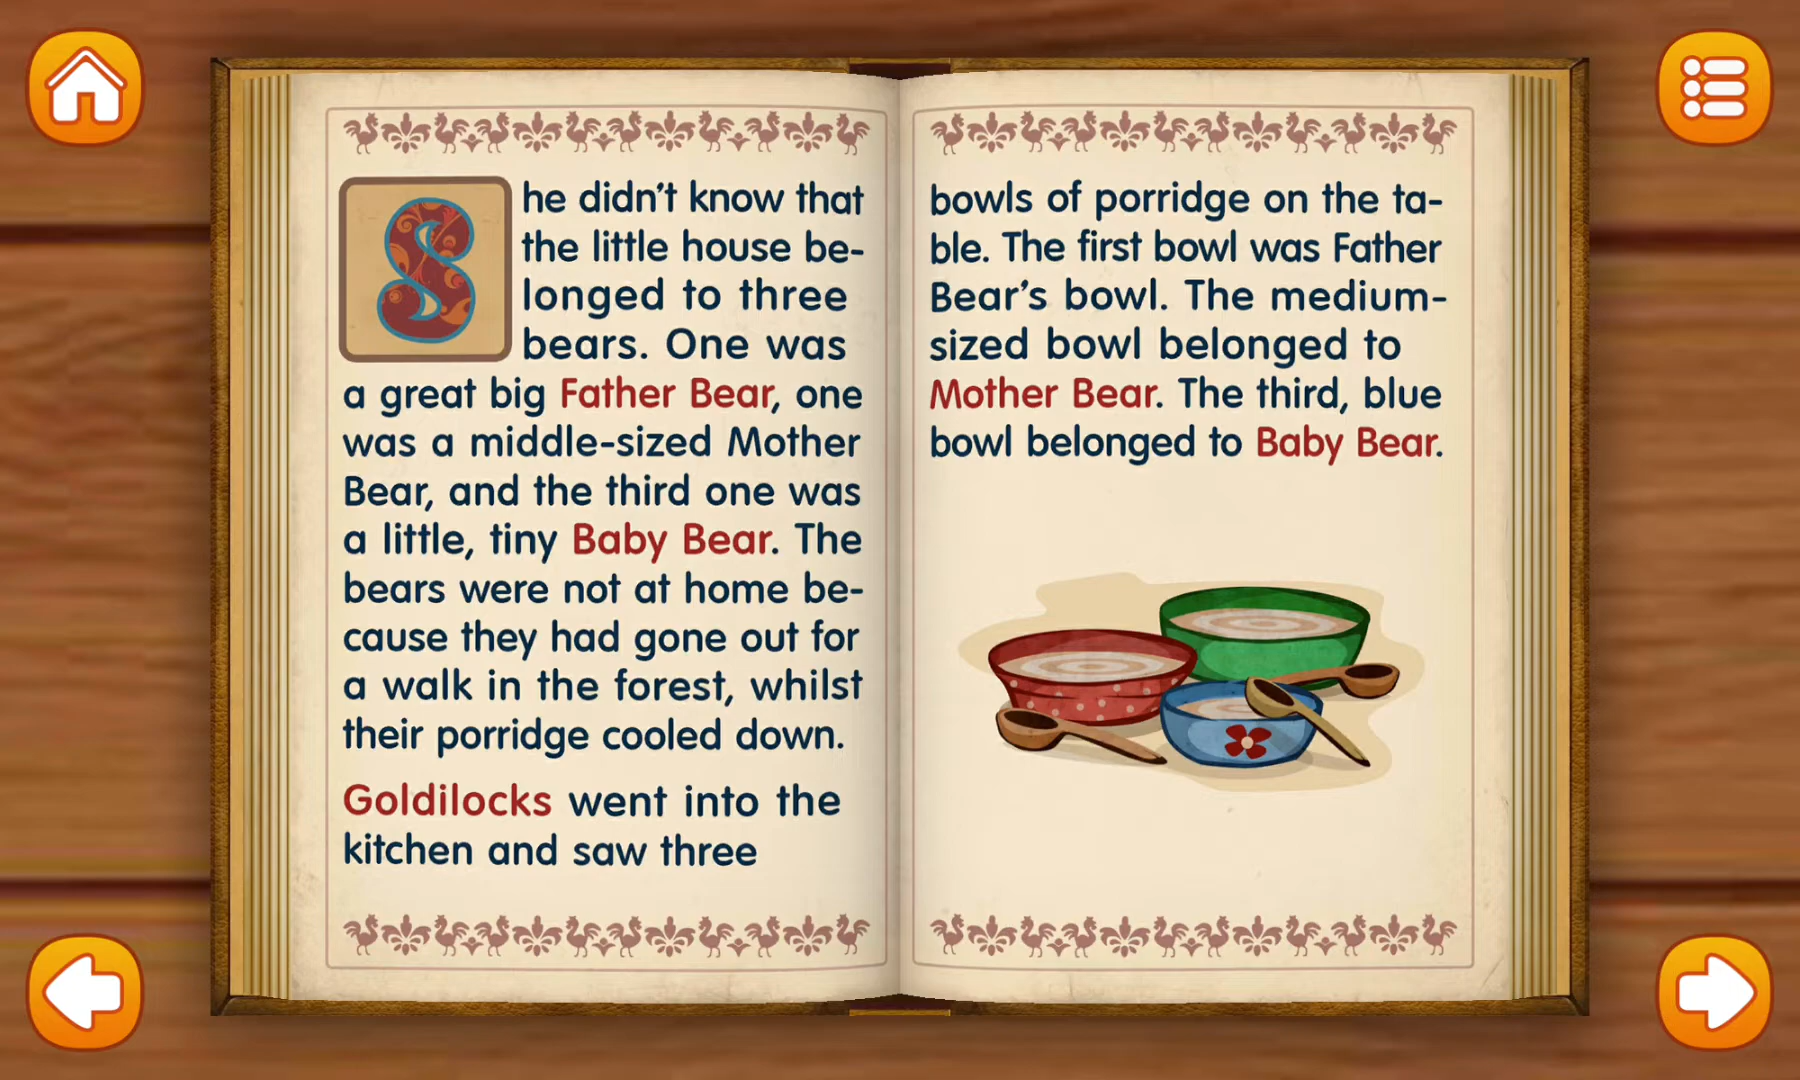 She didn't know that
the little house be-
longed to three
bears. One was
a great big Father Bear, one
was a middle-sized Mother
Bear, and the third one was
a little, tiny Baby Bear. The
bears were not at home be-
cause they had gone out for
a walk in the forest, whilst
their porridge cooled down.
Goldilocks went into the
kitchen and saw three
bowls of porridge on the ta-
ble. The first bowl was Father
Bear's bowl. The medium-
sized bowl belonged to
Mother Bear. The third, blue
bowl belonged to Baby Bear.